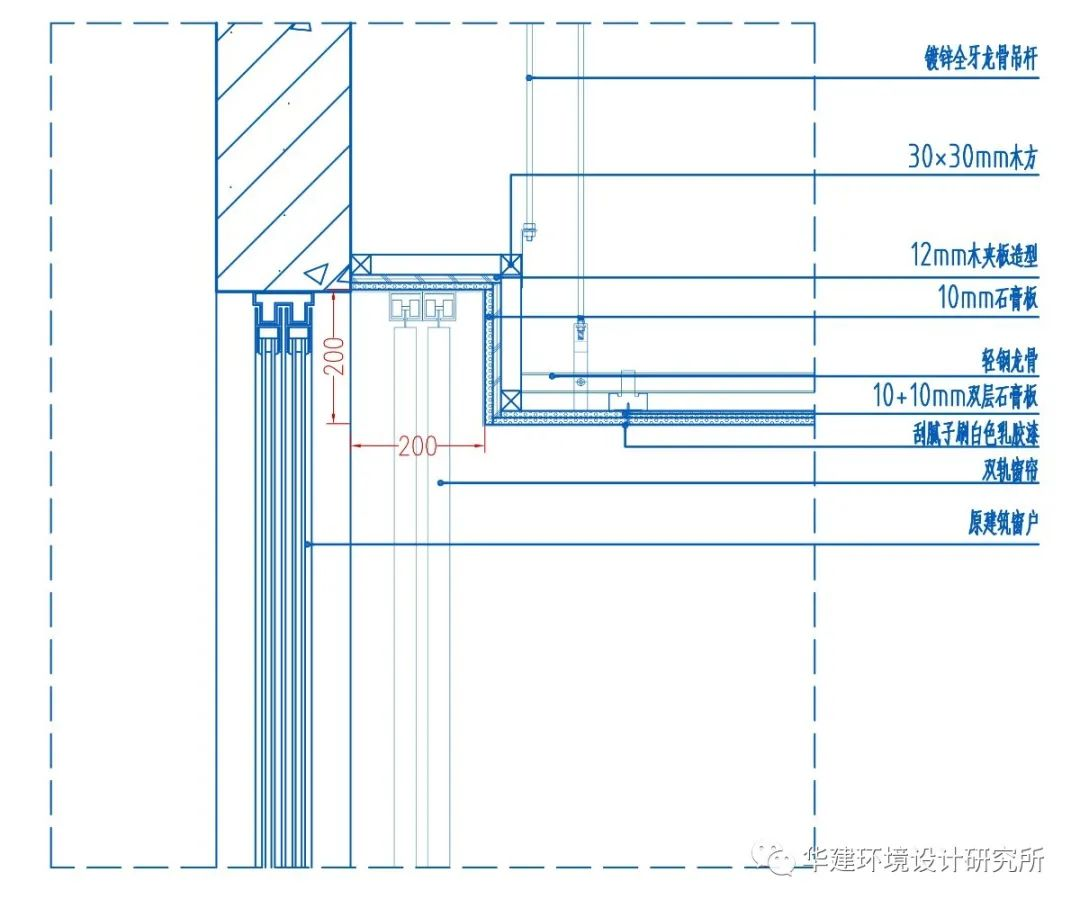 镀锌全牙龙骨吊杆
30×30mm木方
12mm木夹板造型
10mm石膏板
轻钢龙骨
10+10mm双层石膏板
刮腻子刷白色乳胶漆
双轨窗帘
原建筑窗户
200
200
华建环境设计研究所